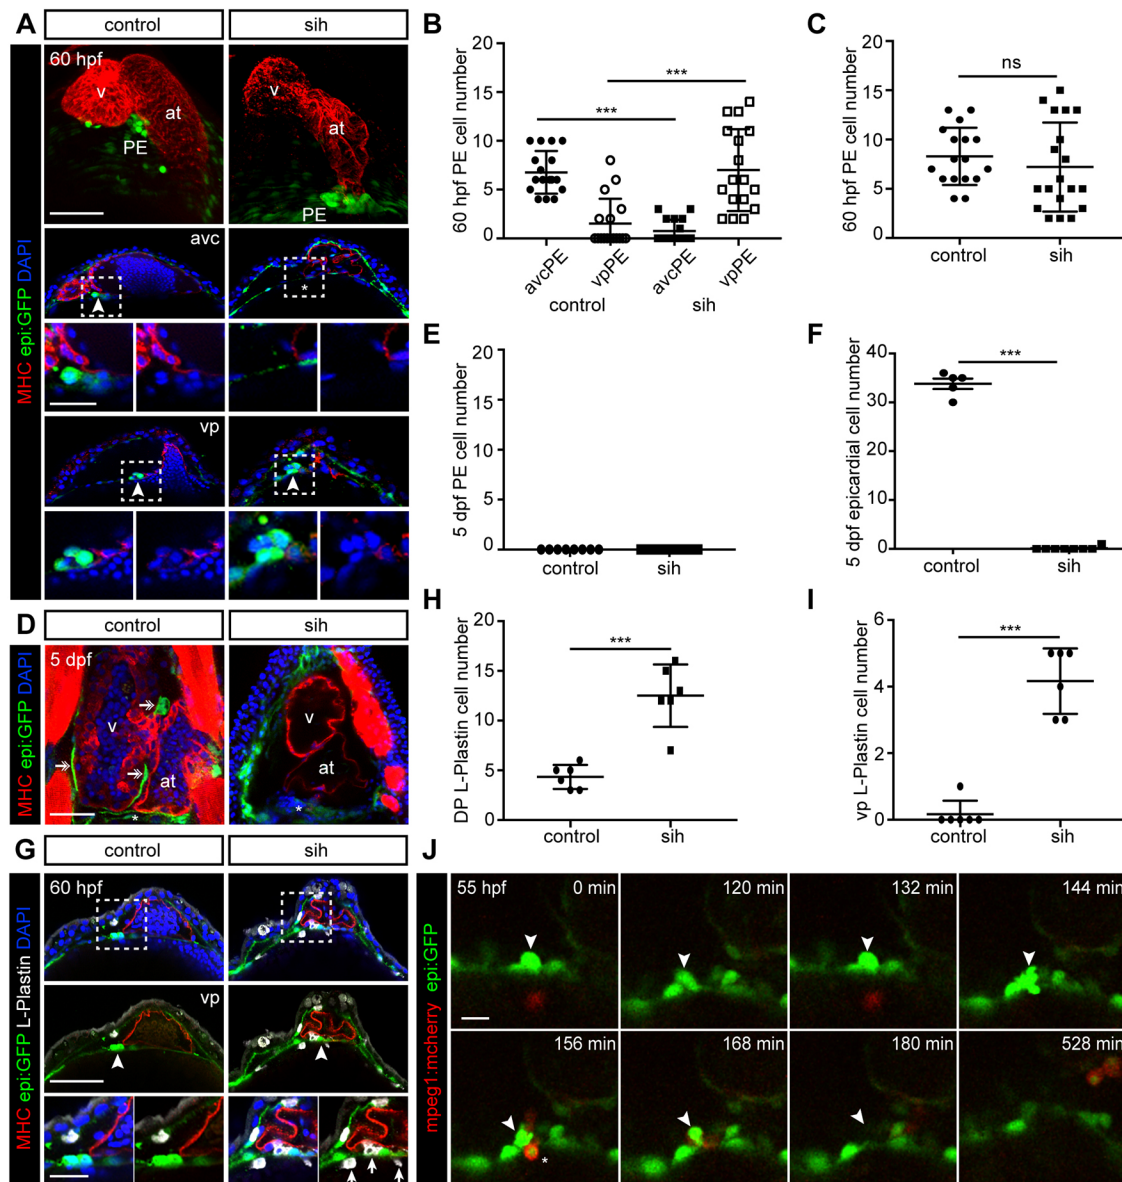 A
control
sih
MHC epi:GFP DAPI
60 hpf
v
at
PE
v
at
PE
avc
*
vp
B
60 hpf PE cell number
20
15
10
5
0
***
***
avcPE
vpPE
avcPE
vpPE
control
sih
C
60 hpf PE cell number
20
15
10
5
0
ns
control
sih
D
control
sih
MHC epi:GFP DAPI
5 dpf
v
at
*
v
at
*
E
5 dpf PE cell number
20
15
10
5
0
control
sih
F
5 dpf epicardial cell number
40
30
20
10
0
***
control
sih
G
control
sih
MHC epi:GFP L-Plastin DAPI
60 hpf
vp
H
DP L-Plastin cell number
20
15
10
5
0
***
control
sih
I
vp L-Plastin cell number
6
4
2
0
***
control
sih
J
mpeg1:mcherry epi:GFP
55 hpf
0 min
120 min
132 min
144 min
156 min
*
168 min
180 min
528 min